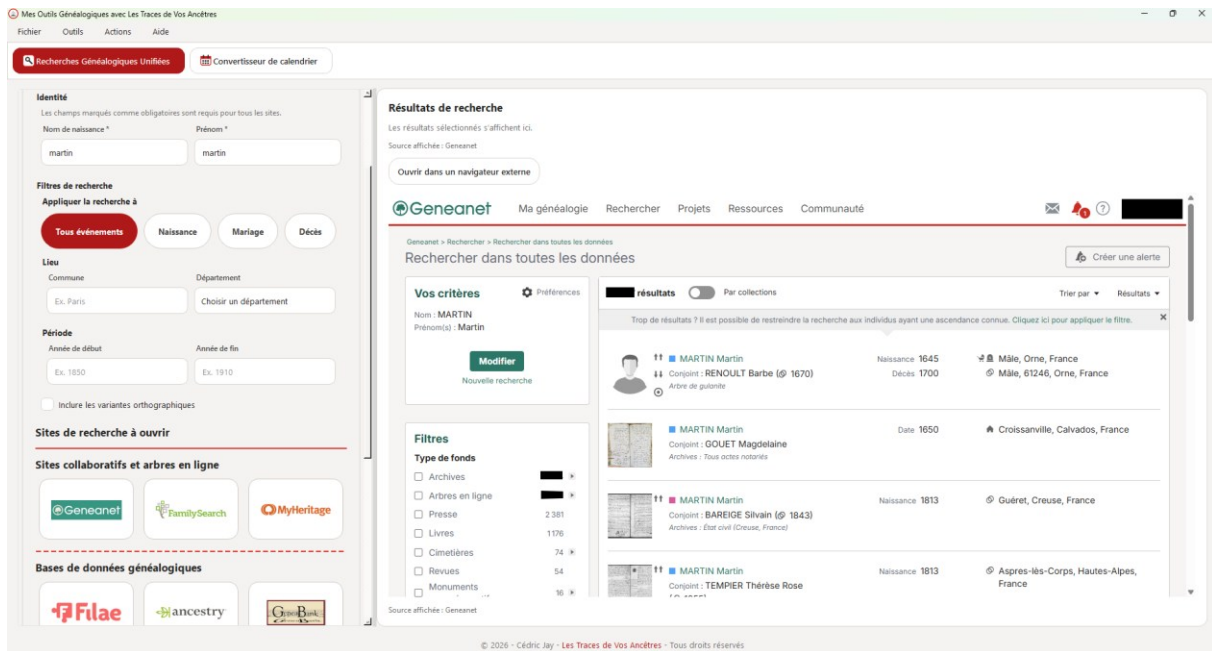 Mes Outils Généalogiques avec Les Traces de Vos Ancêtres
Fichier Outils Actions Aide
Recherches Généalogiques Unifiées Convertisseur de calendrier
Identité
Les champs marqués comme obligatoires sont requis pour tous les sites.
Nom de naissance * Prénom *
martin martin
Filtres de recherche
Appliquer la recherche à
Tous événements Naissance Mariage Décès
Lieu
Commune Département
Ex. Paris Choisir un département
Période
Année de début Année de fin
Ex. 1850 Ex. 1910
Inclure les variantes orthographiques
Sites de recherche à ouvrir
Sites collaboratifs et arbres en ligne
Geneanet FamilySearch MyHeritage
Bases de données généalogiques
Filae ancestry GeneaBank
Résultats de recherche
Les résultats sélectionnés s'affichent ici.
Source affichée : Geneanet
Ouvrir dans un navigateur externe
Geneanet Ma généalogie Rechercher Projets Ressources Communauté 1 ?
Geneanet > Rechercher > Rechercher dans toutes les données
Rechercher dans toutes les données
Créer une alerte
Vos critères Préférences
Nom : MARTIN
Prénom(s) : Martin
Modifier
Nouvelle recherche
Filtres
Type de fonds
Archives
Arbres en ligne
Presse 2 381
Livres 1176
Cimetières 74
Revues 54
Monuments
16
résultats Par collections Trier par Résultats
Trop de résultats ? Il est possible de restreindre la recherche aux individus ayant une ascendance connue. Cliquez ici pour appliquer le filtre.
MARTIN Martin Naissance 1645 Mâle, Orne, France
Conjoint : RENOULT Barbe (1670) Décès 1700 Mâle, 61246, Orne, France
Arbre de gulanite
MARTIN Martin Date 1650 Croissanville, Calvados, France
Conjoint : GOUET Magdelaine
Archives : Tous actes notariés
MARTIN Martin Naissance 1813 Guéret, Creuse, France
Conjoint : BAREIGE Silvain (1843)
Archives : État civil (Creuse, France)
MARTIN Martin Naissance 1813 Aspres-lès-Corps, Hautes-Alpes,
France
Conjoint : TEMPIER Thérèse Rose
Source affichée : Geneanet
© 2026 - Cédric Jay - Les Traces de Vos Ancêtres - Tous droits réservés